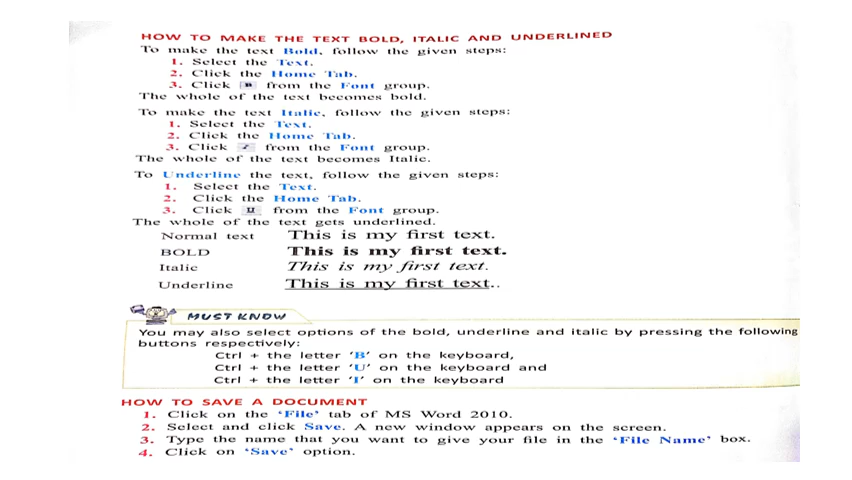 HOW TO MAKE THE TEXT BOLD, ITALIC AND UNDERLINED
To make the text Bold, follow the given steps:
1. Select the Text.
2. Click the Home Tab.
3. Click B from the Font group.
The whole of the text becomes bold.
To make the text Italic, follow the given steps:
1. Select the Text.
2. Click the Home Tab.
3. Click I from the Font group.
The whole of the text becomes Italic.
To Underline the text, follow the given steps:
1. Select the Text.
2. Click the Home Tab.
3. Click U from the Font group.
The whole of the text gets underlined.
Normal text This is my first text.
BOLD This is my first text.
Italic This is my first text.
Underline This is my first text..
MUST KNOW
You may also select options of the bold, underline and italic by pressing the following
buttons respectively:
Ctrl + the letter ‘B’ on the keyboard,
Ctrl + the letter ‘U’ on the keyboard and
Ctrl + the letter ‘I’ on the keyboard
HOW TO SAVE A DOCUMENT
1. Click on the ‘File’ tab of MS Word 2010.
2. Select and click Save. A new window appears on the screen.
3. Type the name that you want to give your file in the ‘File Name’ box.
4. Click on ‘Save’ option.